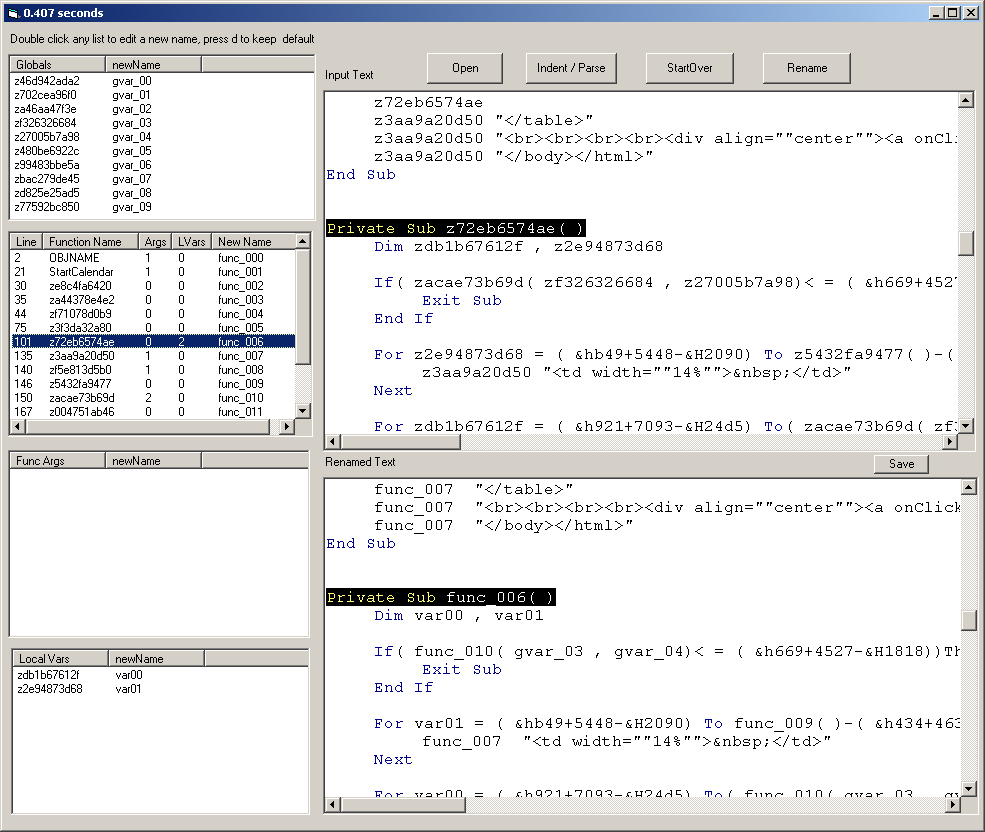 0.407 seconds
Double click any list to edit a new name, press d to keep default
Globals newName
z46d942ada2 gvar_00
z702cea96f0 gvar_01
za46aa47f3e gvar_02
zf326326684 gvar_03
z27005b7a98 gvar_04
z480be6922c gvar_05
z99483bbe5a gvar_06
zbac279de45 gvar_07
zd825e25ad5 gvar_08
z77592bc850 gvar_09
Line Function Name Args LVars New Name
2 OBJNAME 1 0 func_000
21 StartCalendar 1 0 func_001
30 ze8c4fa6420 0 0 func_002
35 za44378e4e2 0 0 func_003
44 zf71078d0b9 0 0 func_004
75 z3f3da32a80 0 0 func_005
101 z72eb6574ae 0 2 func_006
135 z3aa9a20d50 1 0 func_007
140 zf5e813d5b0 1 0 func_008
146 z5432fa9477 0 0 func_009
150 zacae73b69d 2 0 func_010
167 z004751ab46 0 0 func_011
Func Args newName
Local Vars newName
zdb1b67612f var00
z2e94873d68 var01
Input Text Open Indent / Parse StartOver Rename
z72eb6574ae
z3aa9a20d50 "</table>"
z3aa9a20d50 "<br><br><br><br><div align=""center""><a onCli
z3aa9a20d50 "</body></html>"
End Sub
Private Sub z72eb6574ae( )
Dim zdb1b67612f , z2e94873d68
If( zacae73b69d( zf326326684 , z27005b7a98)< = ( &h669+4527
Exit Sub
End If
For z2e94873d68 = ( &hb49+5448-&H2090) To z5432fa9477( )-(
z3aa9a20d50 "<td width=""14%"">&nbsp;</td>"
Next
For zdb1b67612f = ( &h921+7093-&H24d5) To( zacae73b69d( zf3
Renamed Text Save
func_007 "</table>"
func_007 "<br><br><br><br><div align=""center""><a onClick
func_007 "</body></html>"
End Sub
Private Sub func_006( )
Dim var00 , var01
If( func_010( gvar_03 , gvar_04)< = ( &h669+4527-&H1818))Th
Exit Sub
End If
For var01 = ( &hb49+5448-&H2090) To func_009( )-( &h434+463
func_007 "<td width=""14%"">&nbsp;</td>"
Next
For var00 = ( &h921+7093-&H24d5) To( func_010( gvar_03 , gv